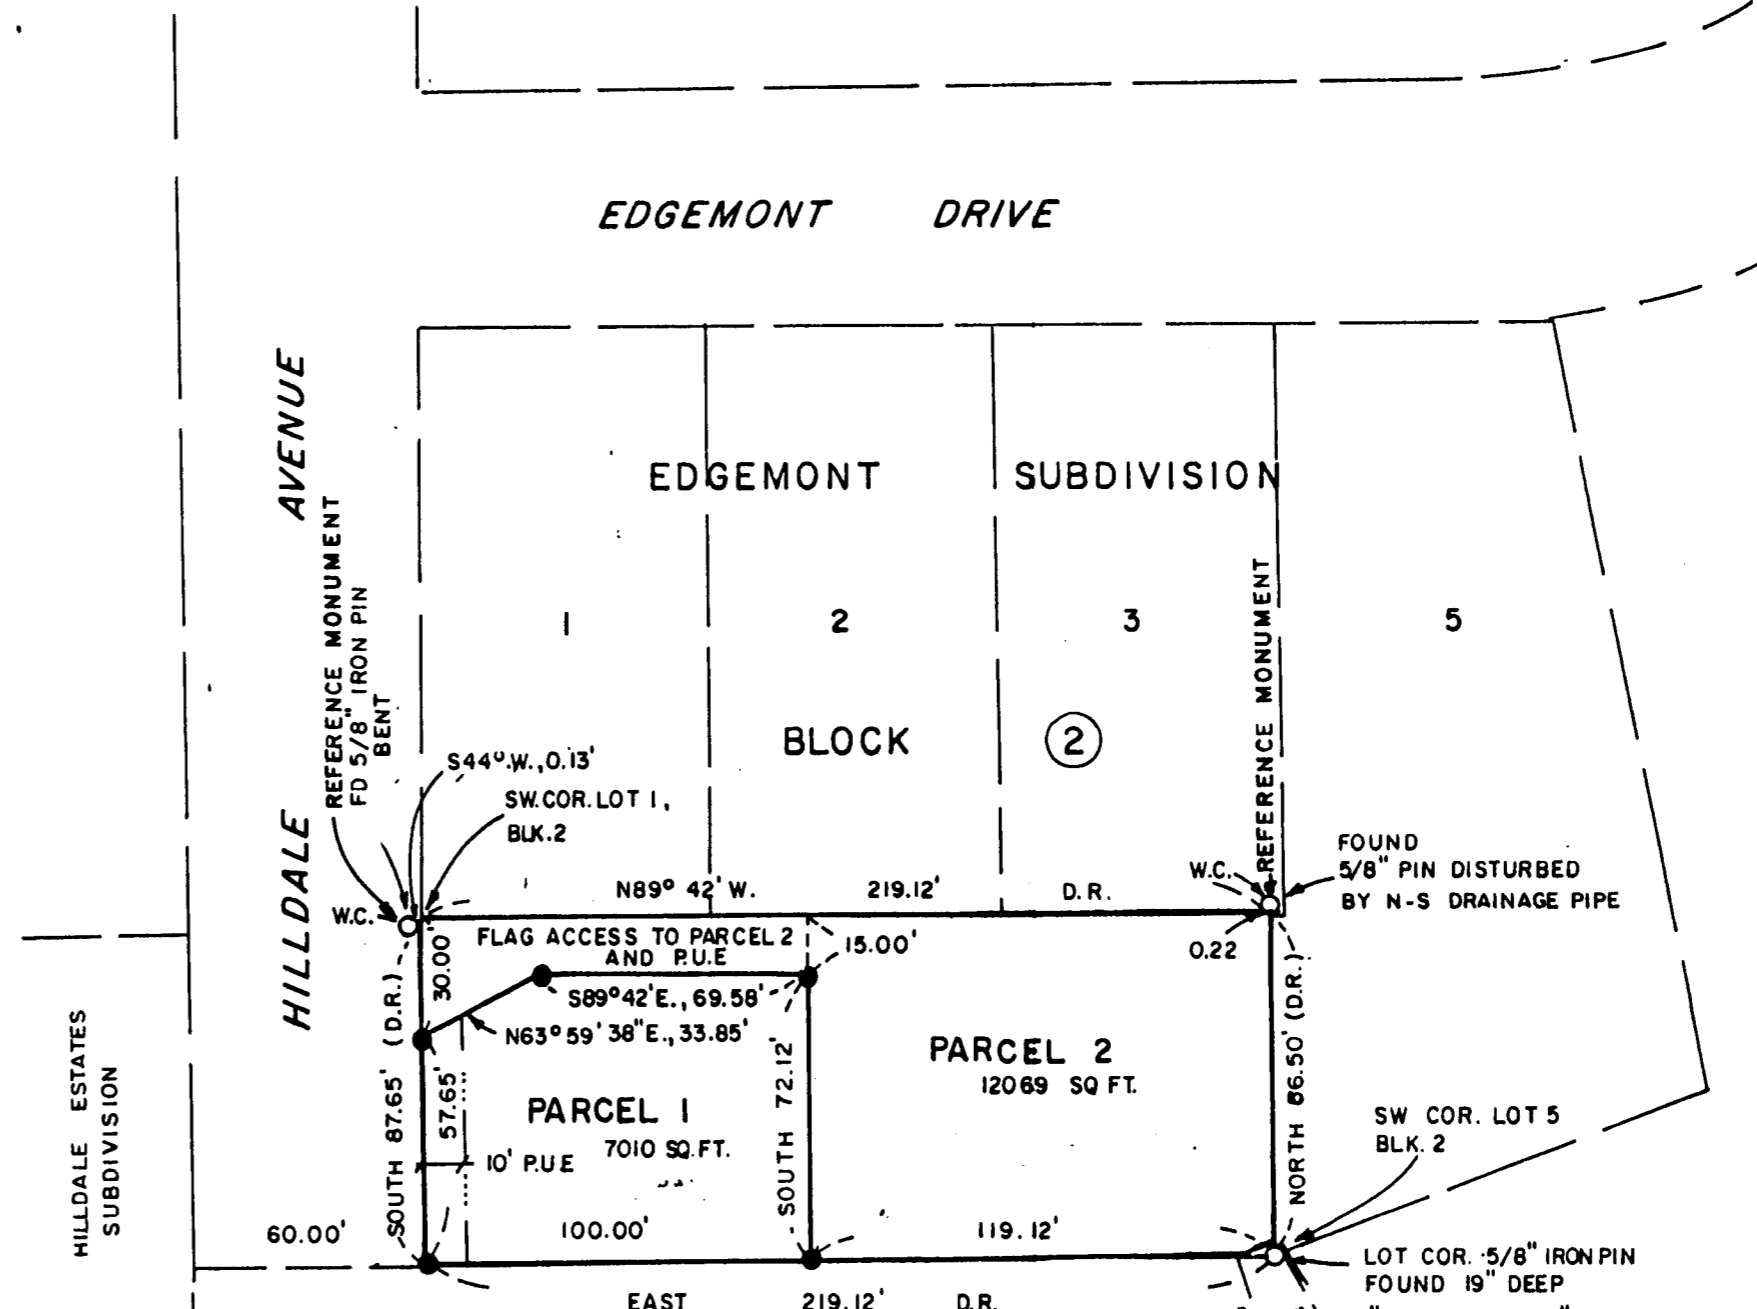 EDGEMONT DRIVE
HILLDALE AVENUE
EDGEMONT SUBDIVISION
1
2
3
5
BLOCK 2
REFERENCE MONUMENT
FD 5/8" IRON PIN
BENT
S44°.W.,0.13'
SW.COR.LOT 1,
BLK.2
W.C.
N89° 42' W. 219.12' D.R.
W.C.
REFERENCE MONUMENT
FOUND
5/8" PIN DISTURBED
BY N-S DRAINAGE PIPE
0.22
FLAG ACCESS TO PARCEL 2
AND P.U.E
15.00'
30.00'
S89°42'E., 69.58'
N63°59'38"E., 33.85'
SOUTH 87.65' (D.R.)
57.65'
PARCEL 1
7010 SQ.FT.
10' P.U.E
SOUTH 72.12'
PARCEL 2
12069 SQ FT.
NORTH 86.50' (D.R.)
SW COR. LOT 5
BLK. 2
HILLDALE ESTATES
SUBDIVISION
60.00'
100.00'
119.12'
LOT COR. 5/8" IRON PIN
FOUND 19" DEEP
EAST 219.12' D.R.